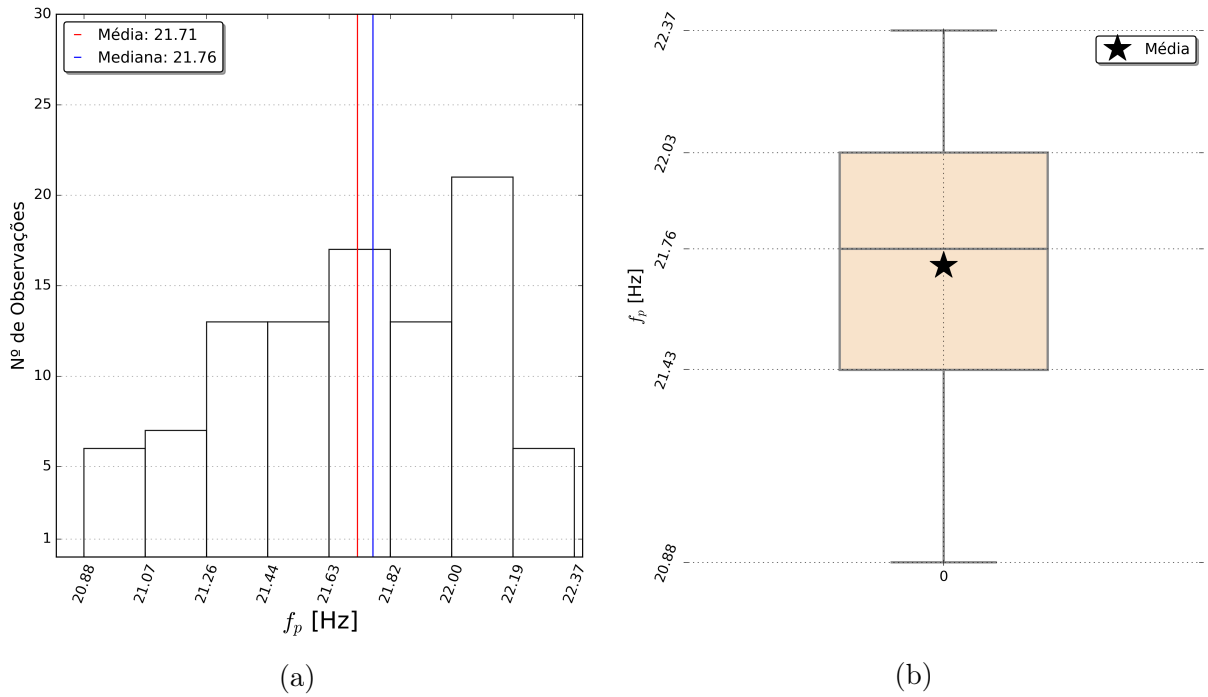 30
25
20
15
10
5
1
Nº de Observações
Média: 21.71
Mediana: 21.76
20.88
21.07
21.26
21.44
21.63
21.82
22.00
22.19
22.37
fₚ [Hz]
(a)
22.37
22.03
21.76
21.43
20.88
fₚ [Hz]
Média
0
(b)